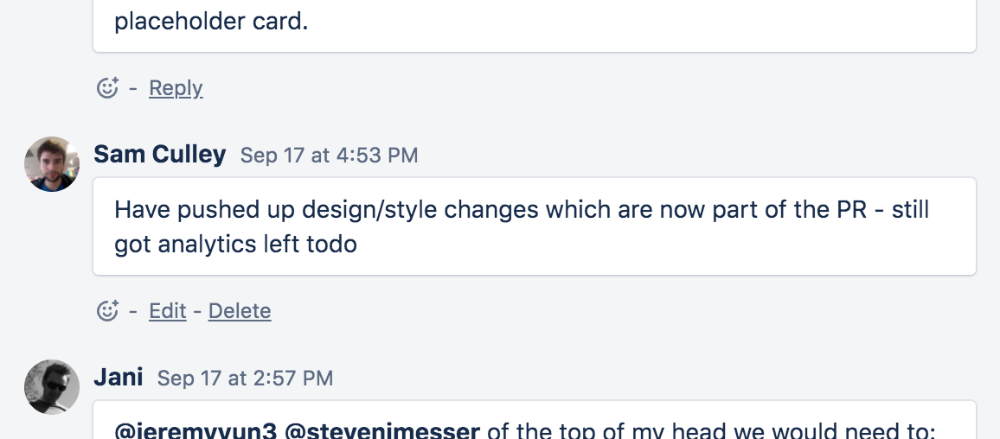 placeholder card.
- Reply
Sam Culley Sep 17 at 4:53 PM
Have pushed up design/style changes which are now part of the PR - still
got analytics left todo
- Edit - Delete
Jani Sep 17 at 2:57 PM
@jeremyyun3 @stevenjmesser of the top of my head we would need to: